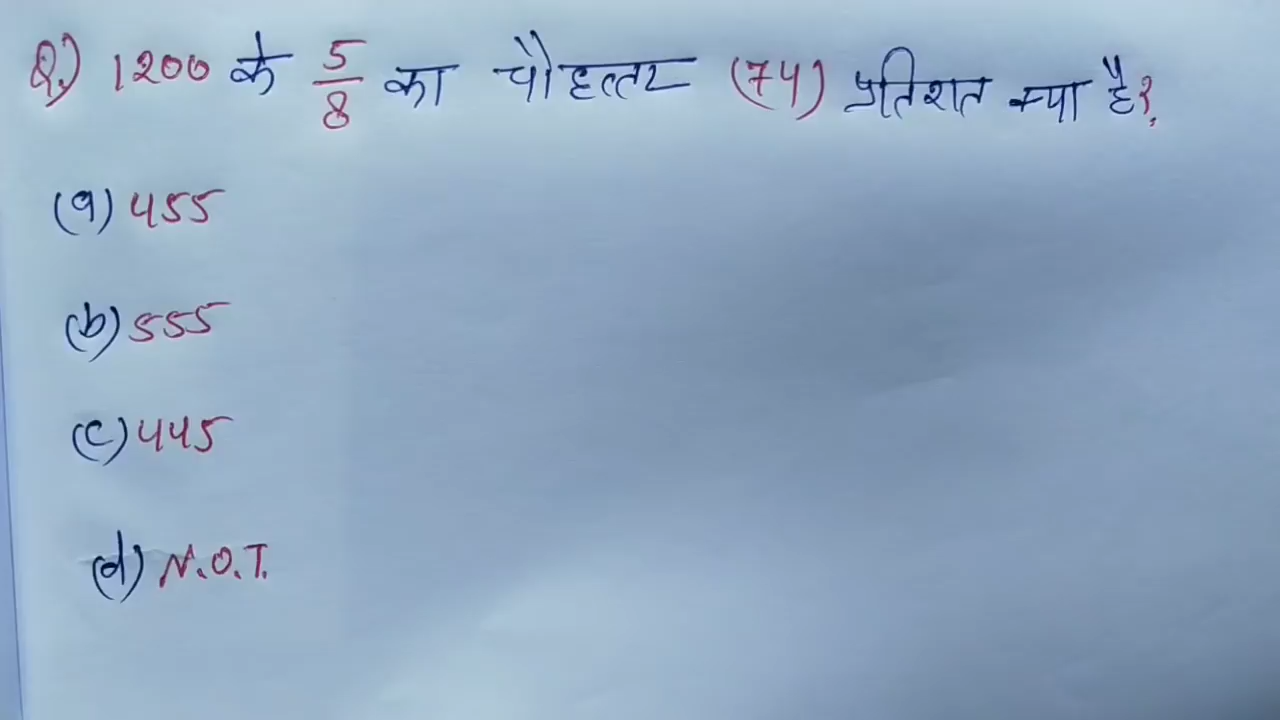 Q.) 1200 के 5/8 का चौहत्तर (74) प्रतिशत क्या है?
(a) 455
(b) 555
(c) 445
(d) N.O.T.